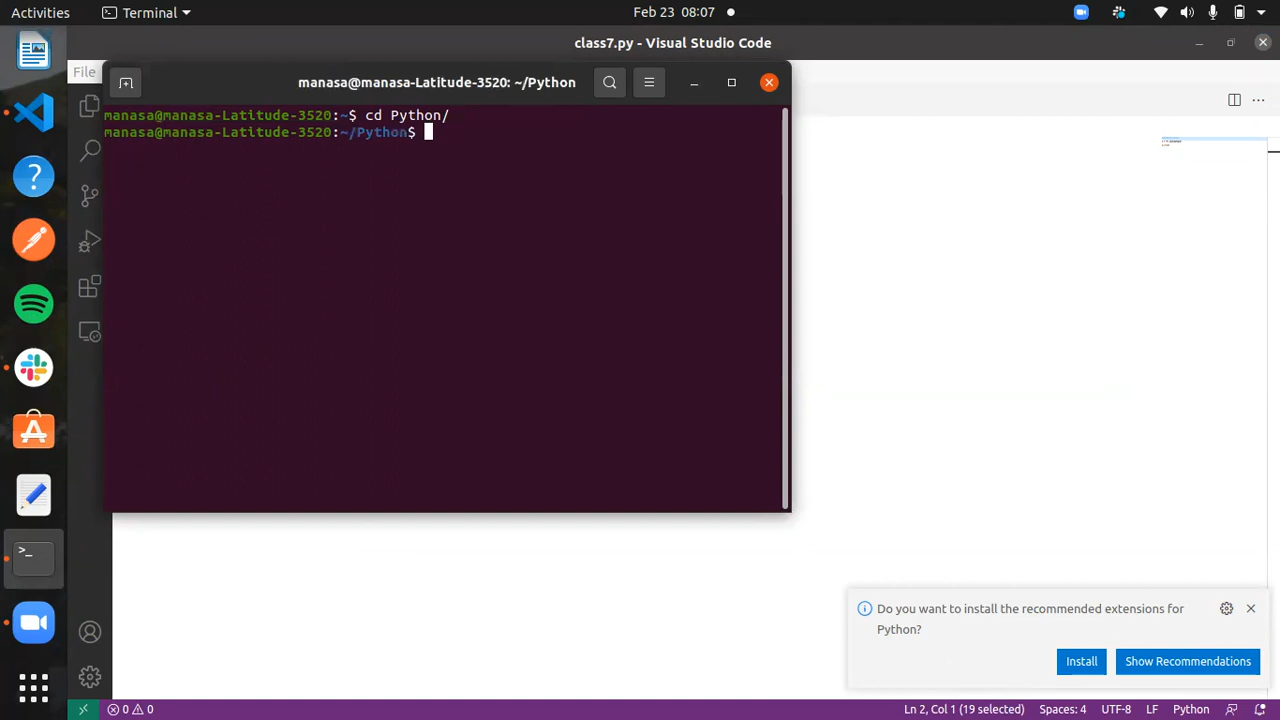 Activities
Terminal
Feb 23 08:07
class7.py - Visual Studio Code
File
manasa@manasa-Latitude-3520: ~/Python
manasa@manasa-Latitude-3520:~$ cd Python/
manasa@manasa-Latitude-3520:~/Python$
Do you want to install the recommended extensions for
Python?
Install
Show Recommendations
0 0
Ln 2, Col 1 (19 selected)
Spaces: 4
UTF-8
LF
Python